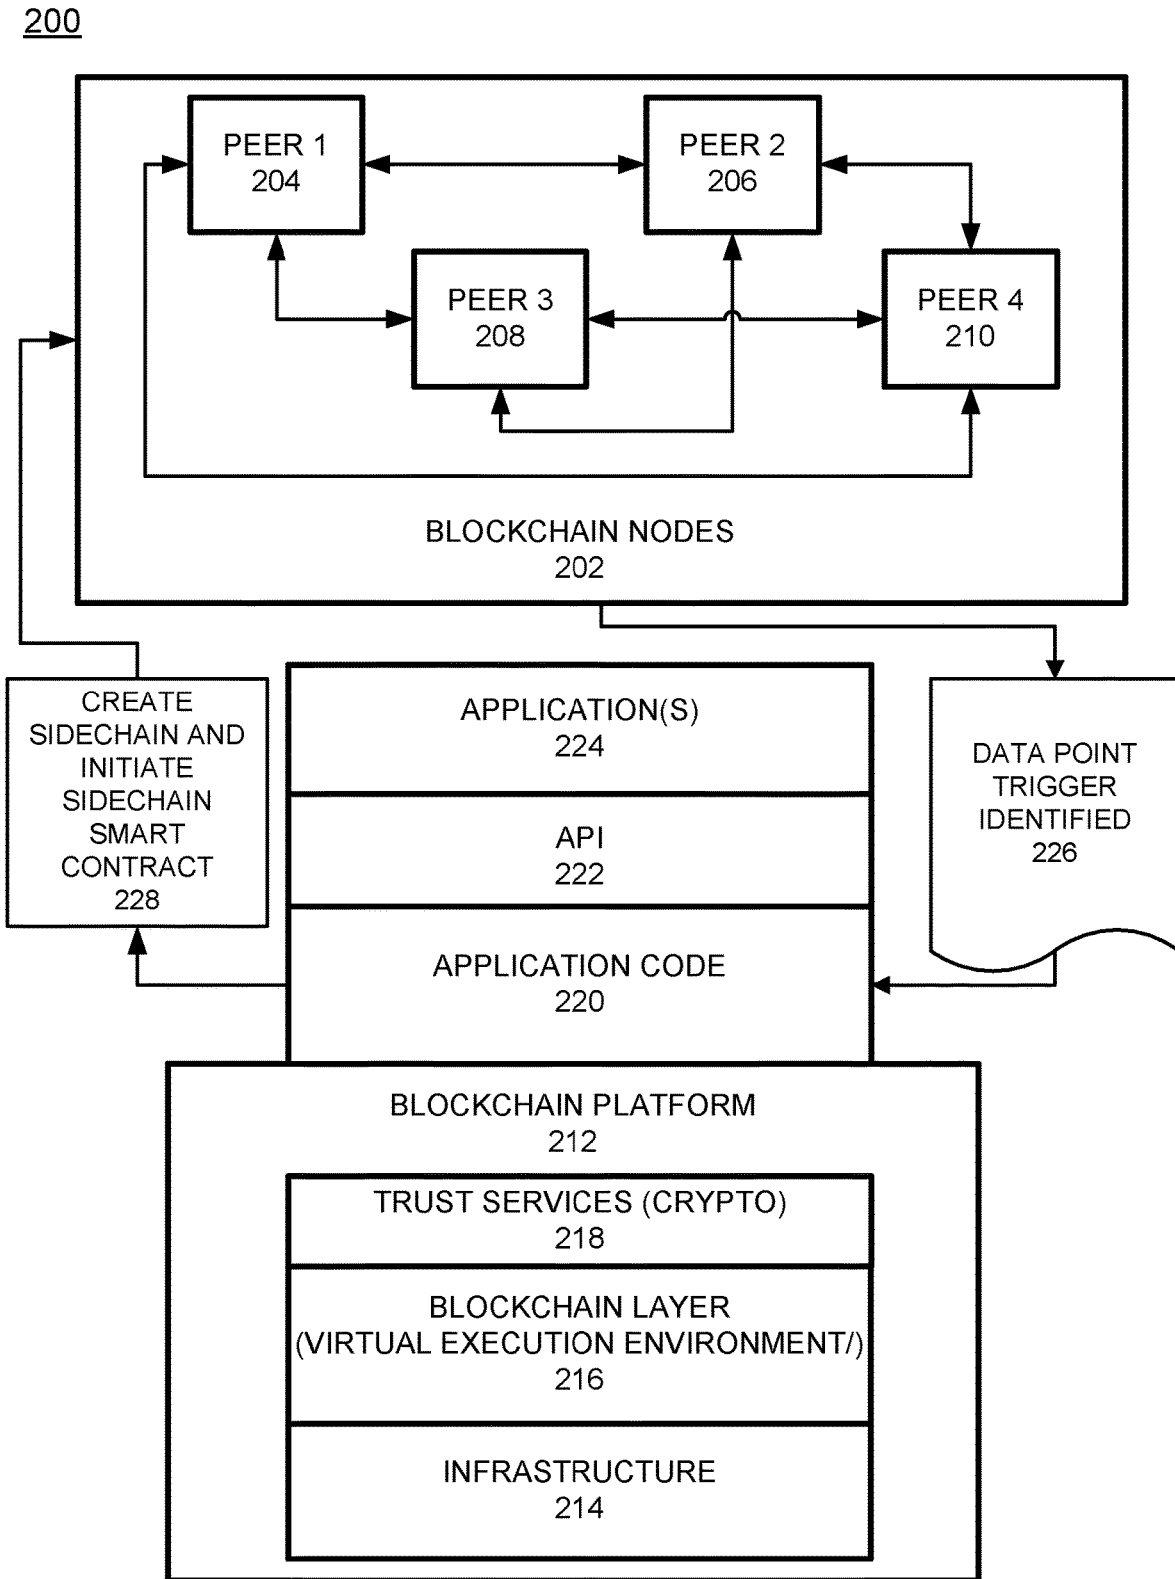 200
PEER 1
204
PEER 2
206
PEER 3
208
PEER 4
210
BLOCKCHAIN NODES
202
CREATE
SIDECHAIN AND
INITIATE
SIDECHAIN
SMART
CONTRACT
228
APPLICATION(S)
224
API
222
APPLICATION CODE
220
DATA POINT
TRIGGER
IDENTIFIED
226
BLOCKCHAIN PLATFORM
212
TRUST SERVICES (CRYPTO)
218
BLOCKCHAIN LAYER
(VIRTUAL EXECUTION ENVIRONMENT/)
216
INFRASTRUCTURE
214